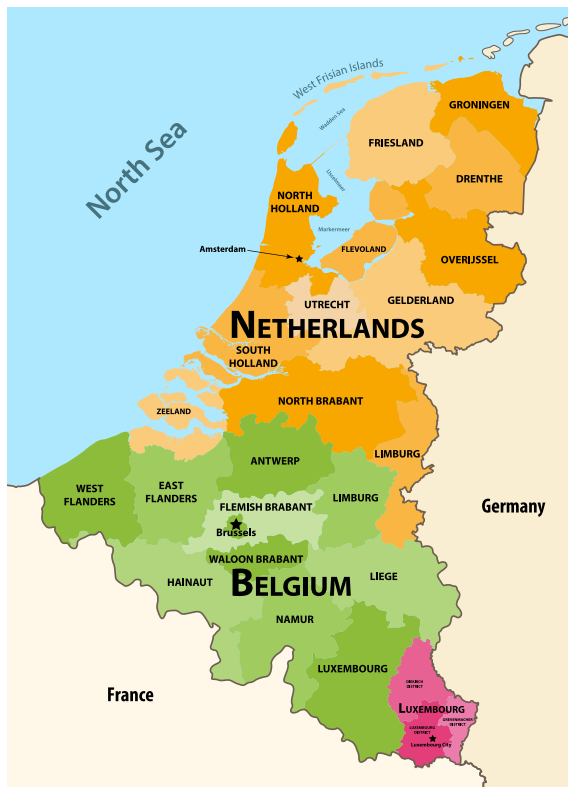 West Frisian Islands
GRONINGEN
Wadden Sea
North Sea
FRIESLAND
DRENTHE
IJsselmeer
NORTH
HOLLAND
Markermeer
Amsterdam
FLEVOLAND
OVERIJSSEL
UTRECHT
GELDERLAND
NETHERLANDS
SOUTH
HOLLAND
NORTH BRABANT
ZEELAND
LIMBURG
ANTWERP
WEST
FLANDERS
EAST
FLANDERS
LIMBURG
FLEMISH BRABANT
Germany
Brussels
WALOON BRABANT
HAINAUT
BELGIUM
LIEGE
NAMUR
LUXEMBOURG
France
DIEKIRCH
DISTRICT
LUXEMBOURG
GREVENMACHER
DISTRICT
LUXEMBOURG
DISTRICT
Luxembourg City